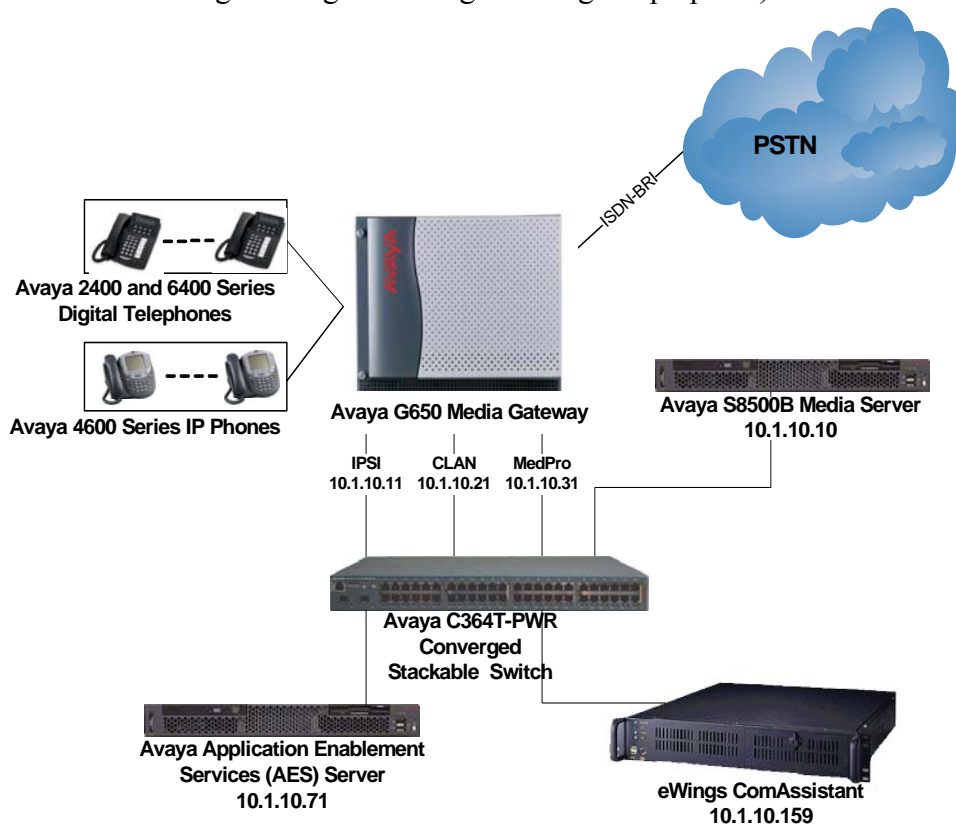 PSTN
ISDN-BRI
AVAYA
Avaya 2400 and 6400 Series
Digital Telephones
Avaya 4600 Series IP Phones
Avaya G650 Media Gateway
Avaya S8500B Media Server
10.1.10.10
IPSI
10.1.10.11
CLAN
10.1.10.21
MedPro
10.1.10.31
Avaya C364T-PWR
Converged
Stackable Switch
Avaya Application Enablement
Services (AES) Server
10.1.10.71
eWings ComAssistant
10.1.10.159